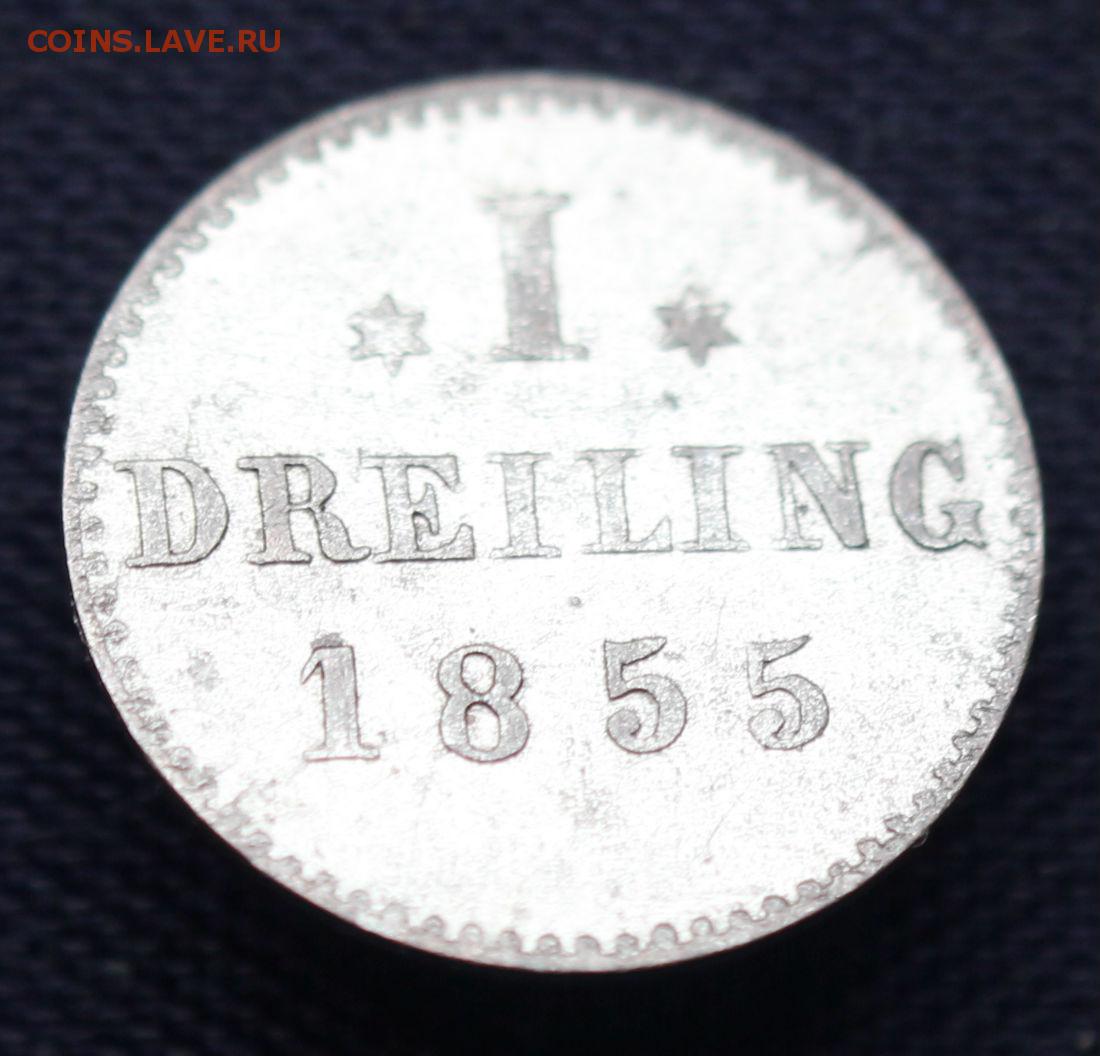 COINS.LAVE.RU
✶ I ✶
DREILING
1855